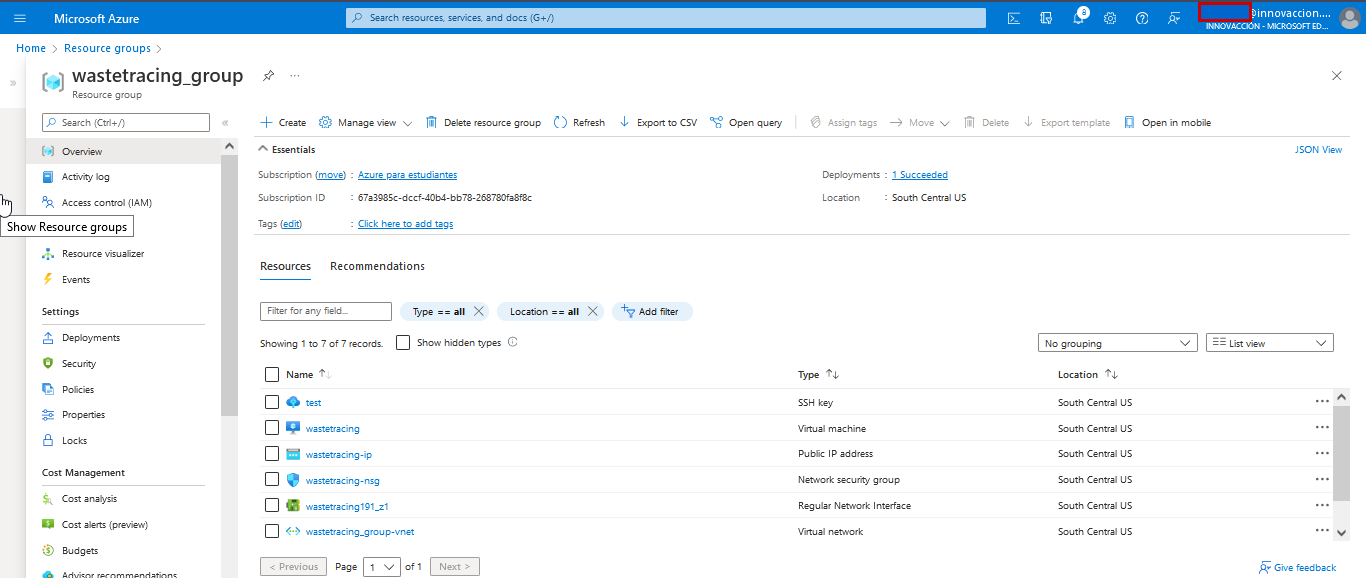 Microsoft Azure
Search resources, services, and docs (G+/)
8
@innovaccion....
INNOVACCIÓN - MICROSOFT ED...
Home > Resource groups >
wastetracing_group
Resource group
Search (Ctrl+/)
Overview
Activity log
Access control (IAM)
Show Resource groups
Resource visualizer
Events
Settings
Deployments
Security
Policies
Properties
Locks
Cost Management
Cost analysis
Cost alerts (preview)
Budgets
Advisor recommendations
Create Manage view Delete resource group Refresh Export to CSV Open query Assign tags Move Delete Export template Open in mobile
Essentials JSON View
Subscription (move) : Azure para estudiantes Deployments : 1 Succeeded
Subscription ID : 67a3985c-dccf-40b4-bb78-268780fa8f8c Location : South Central US
Tags (edit) : Click here to add tags
Resources Recommendations
Filter for any field... Type == all Location == all Add filter
Showing 1 to 7 of 7 records. Show hidden types No grouping List view
Name Type Location
test SSH key South Central US
wastetracing Virtual machine South Central US
wastetracing-ip Public IP address South Central US
wastetracing-nsg Network security group South Central US
wastetracing191_z1 Regular Network Interface South Central US
wastetracing_group-vnet Virtual network South Central US
< Previous Page 1 of 1 Next > Give feedback